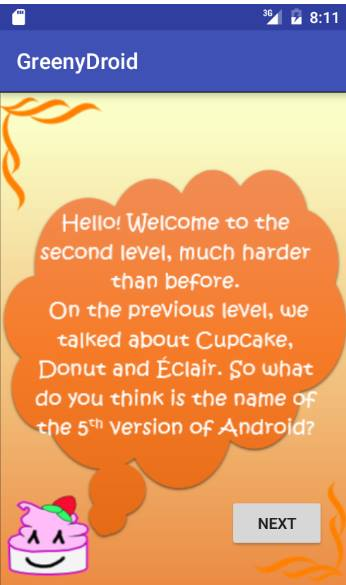 3G 8:11
GreenyDroid
Hello! Welcome to the
second level, much harder
than before.
On the previous level, we
talked about Cupcake,
Donut and Éclair. So what
do you think is the name of
the 5th version of Android?
NEXT